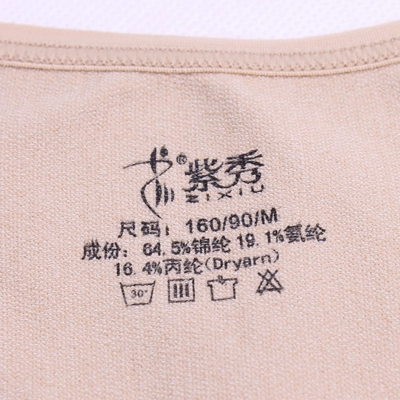 ®紫秀
ZIXIU
尺码：160/90/M
成份：64.5%锦纶 19.1%氨纶
16.4%丙纶(Dryarn)
30°